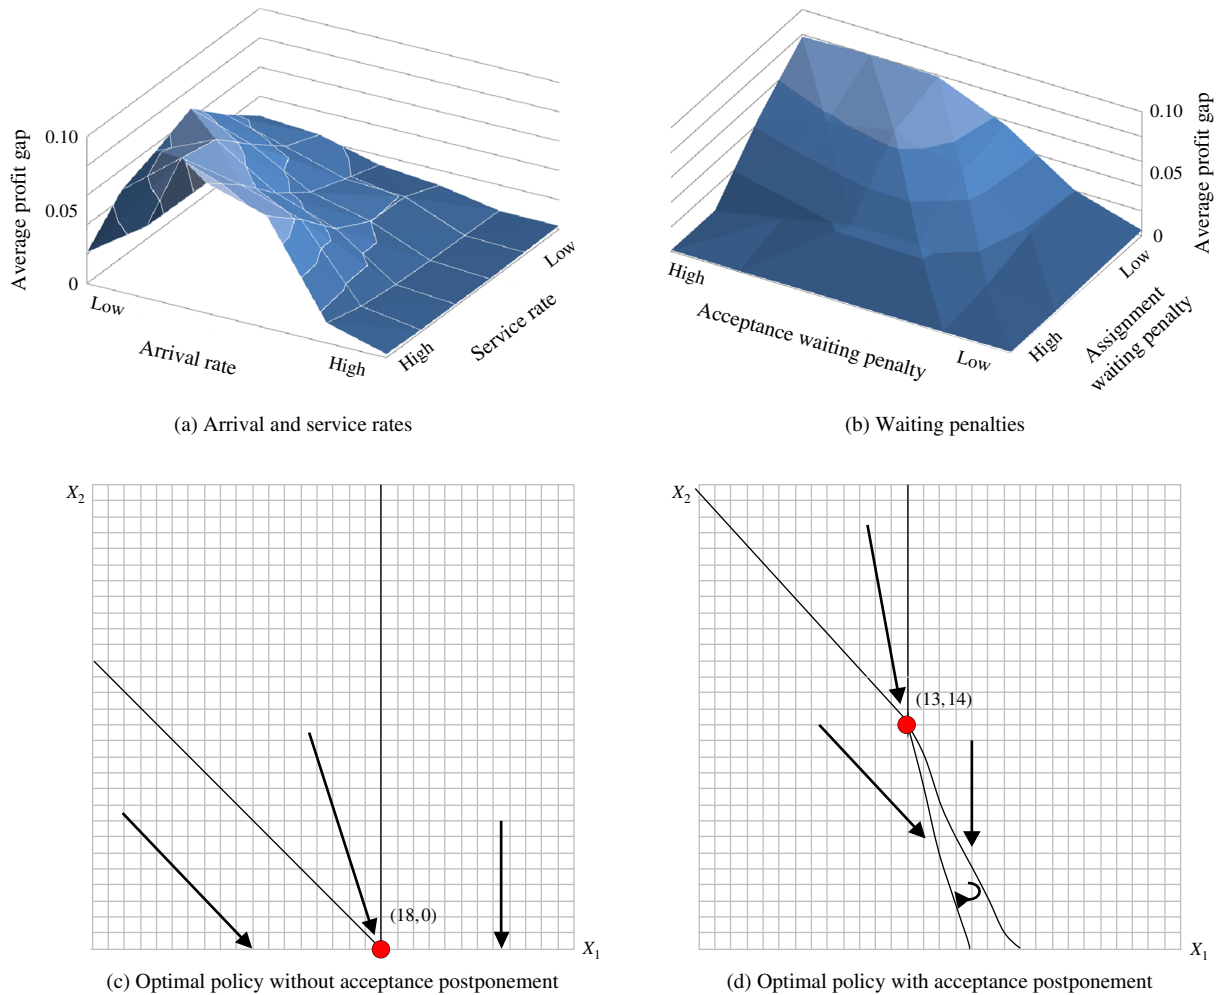 Average profit gap
0.10
0.05
0
Low
Arrival rate
High
High
Service rate
Low
(a) Arrival and service rates
0.10
0.05
0
Average profit gap
High
Acceptance waiting penalty
Low
High
Assignment
waiting penalty
Low
(b) Waiting penalties
X2
(18,0)
X1
(c) Optimal policy without acceptance postponement
X2
(13,14)
X1
(d) Optimal policy with acceptance postponement